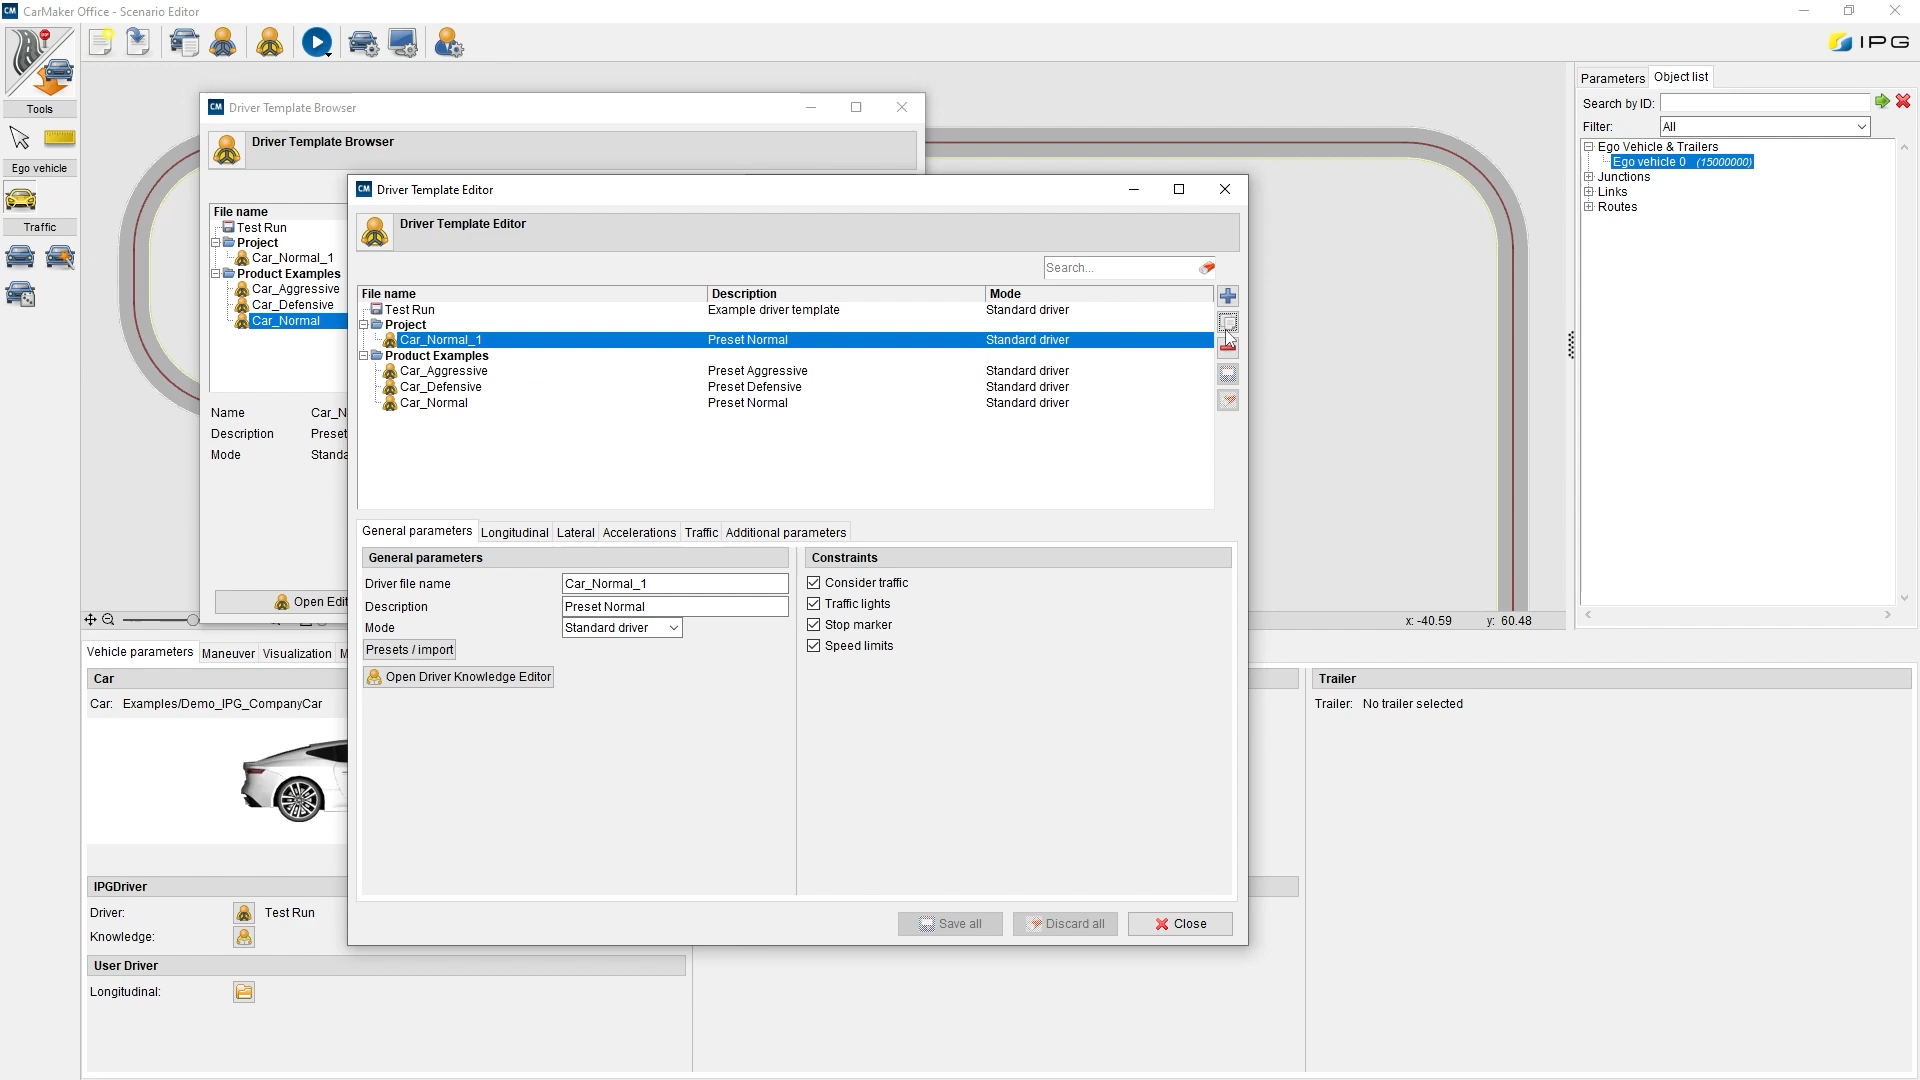 CM CarMaker Office - Scenario Editor
IPG
Tools
Ego vehicle
Traffic
Parameters Object list
Search by ID:
Filter: All
Ego Vehicle & Trailers
Ego vehicle 0 (15000000)
Junctions
Links
Routes
CM Driver Template Browser
Driver Template Browser
File name
Test Run
Project
Car_Normal_1
Product Examples
Car_Aggressive
Car_Defensive
Car_Normal
Name Car_N
Description Preset
Mode Standa
Open Edit
CM Driver Template Editor
Driver Template Editor
Search...
File name Description Mode
Test Run Example driver template Standard driver
Project
Car_Normal_1 Preset Normal Standard driver
Product Examples
Car_Aggressive Preset Aggressive Standard driver
Car_Defensive Preset Defensive Standard driver
Car_Normal Preset Normal Standard driver
General parameters Longitudinal Lateral Accelerations Traffic Additional parameters
General parameters
Driver file name Car_Normal_1
Description Preset Normal
Mode Standard driver
Presets / import
Open Driver Knowledge Editor
Constraints
Consider traffic
Traffic lights
Stop marker
Speed limits
Save all Discard all Close
x: -40.59 y: 60.48
Vehicle parameters Maneuver Visualization M
Car
Car: Examples/Demo_IPG_CompanyCar
Trailer
Trailer: No trailer selected
IPGDriver
Driver: Test Run
Knowledge:
User Driver
Longitudinal: